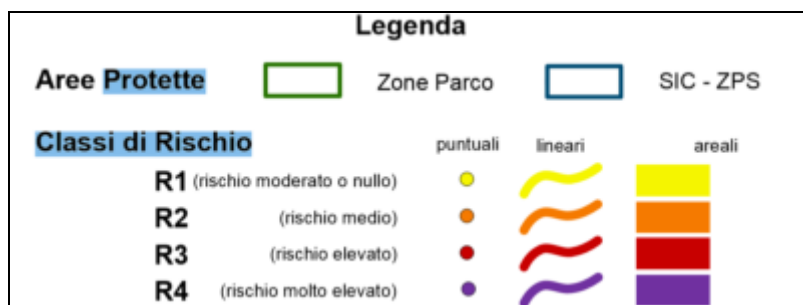 Legenda
Aree Protette Zone Parco SIC - ZPS
Classi di Rischio puntuali lineari areali
R1 (rischio moderato o nullo)
R2 (rischio medio)
R3 (rischio elevato)
R4 (rischio molto elevato)